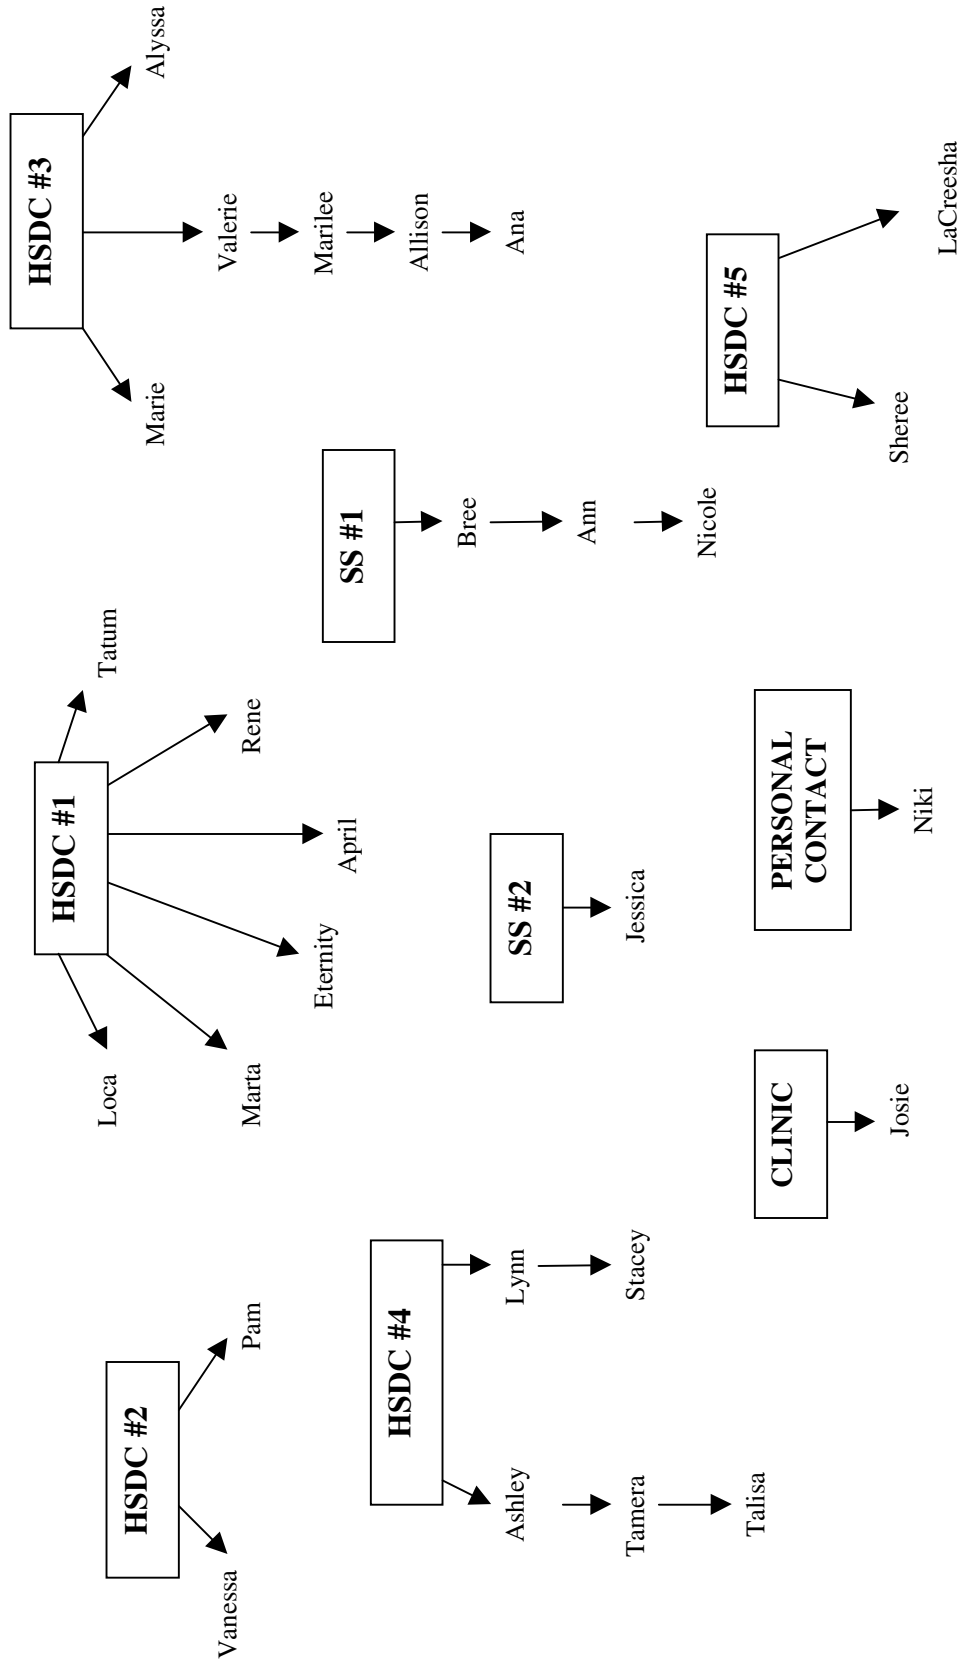 HSDC #2
Vanessa
Pam
HSDC #1
Loca
Tatum
Marta
Rene
Eternity
April
HSDC #3
Marie
Alyssa
Valerie
Marilee
Allison
Ana
HSDC #4
Ashley
Lynn
Tamera
Stacey
Talisa
SS #2
Jessica
SS #1
Bree
Ann
Nicole
CLINIC
Josie
PERSONAL
CONTACT
Niki
HSDC #5
Sheree
LaCreesha